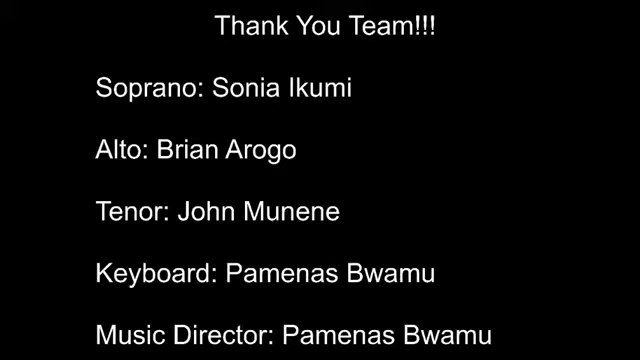 Thank You Team!!!
Soprano: Sonia Ikumi
Alto: Brian Arogo
Tenor: John Munene
Keyboard: Pamenas Bwamu
Music Director: Pamenas Bwamu